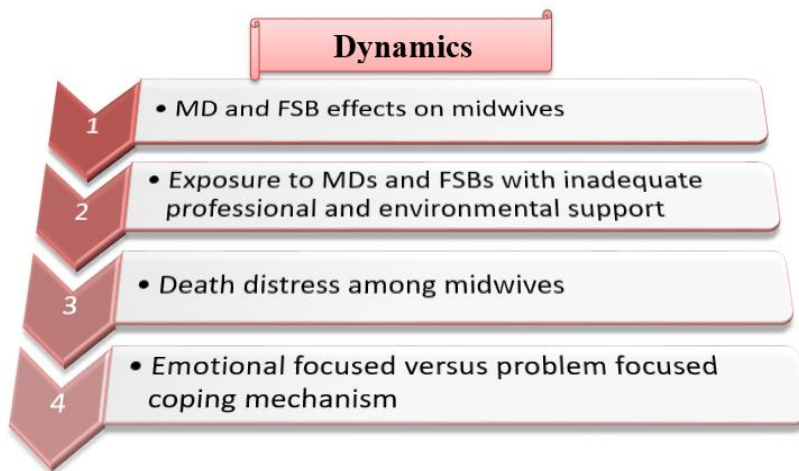 Dynamics
1
• MD and FSB effects on midwives
2
• Exposure to MDs and FSBs with inadequate
professional and environmental support
3
• Death distress among midwives
4
• Emotional focused versus problem focused
coping mechanism